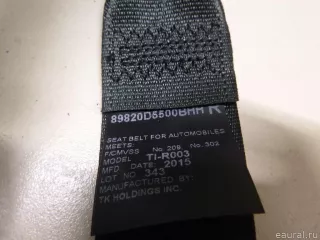 89820D5500BHH R
SEAT BELT FOR AUTOMOBILES.
MEETS:
F/CMVSS No. 209 No. 302
MODEL TI-R003
MFD DATE: 2015
LOT NO 343
MANUFACTURED BY:
TK HOLDINGS INC.
© eaural.ru